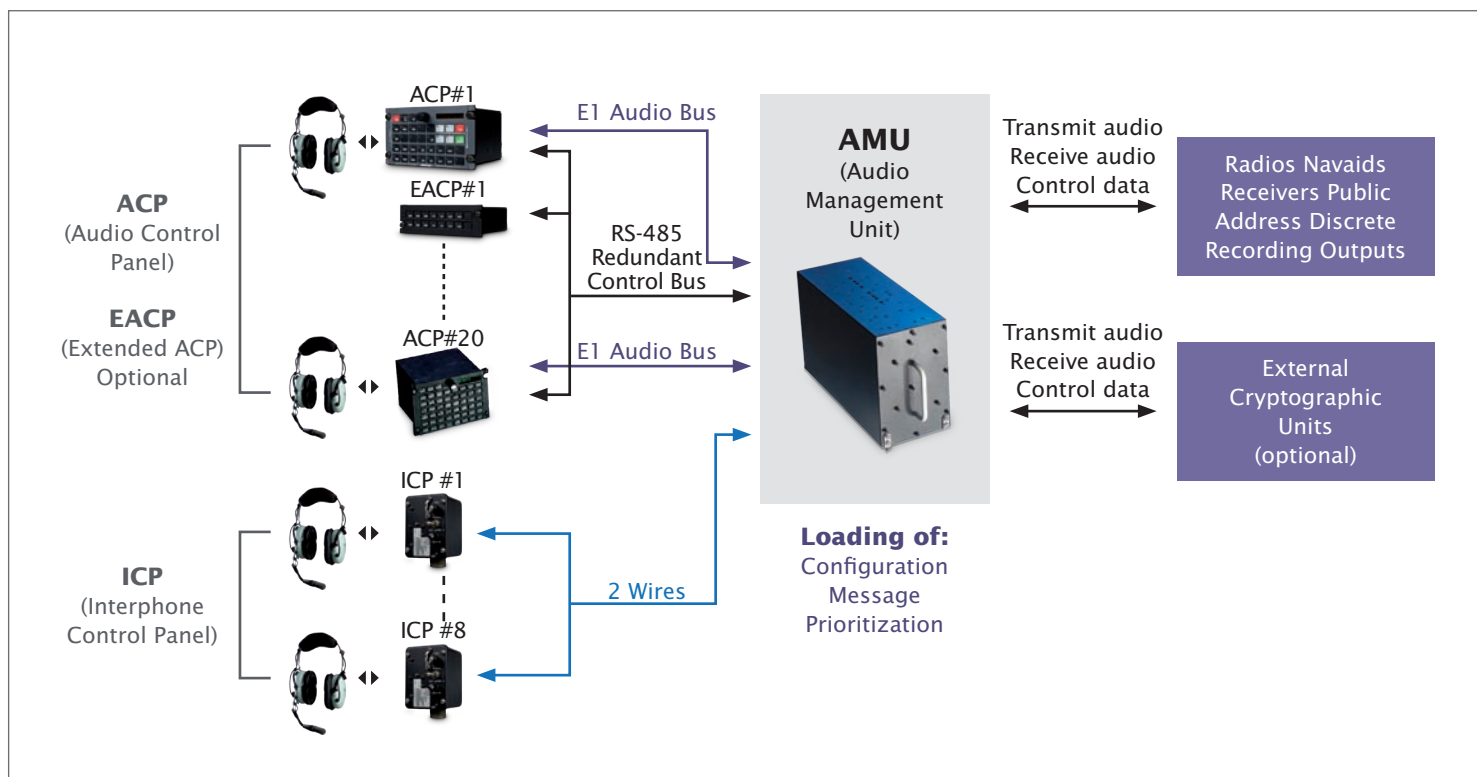 ACP
(Audio Control
Panel)
EACP
(Extended ACP)
Optional
ICP
(Interphone
Control Panel)
ACP#1
EACP#1
ACP#20
ICP #1
ICP #8
E1 Audio Bus
RS-485
Redundant
Control Bus
E1 Audio Bus
2 Wires
AMU
(Audio
Management
Unit)
Loading of:
Configuration
Message
Prioritization
Transmit audio
Receive audio
Control data
Transmit audio
Receive audio
Control data
Radios Navaids
Receivers Public
Address Discrete
Recording Outputs
External
Cryptographic
Units
(optional)